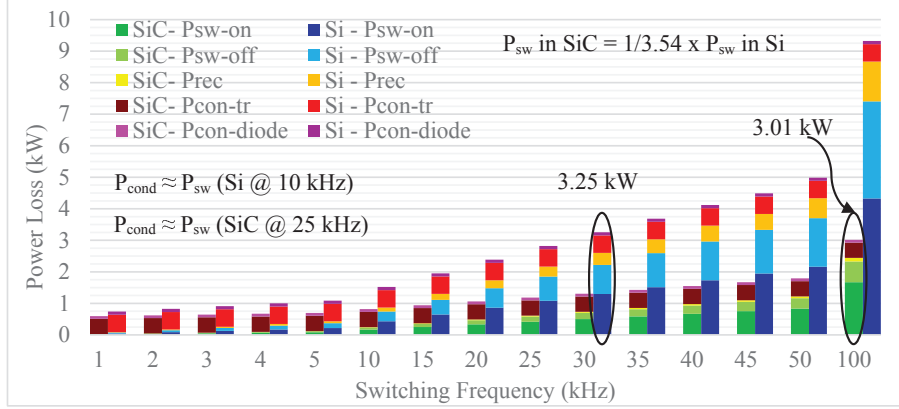 10
9
8
7
6
5
4
3
2
1
0
Power Loss (kW)
SiC- Psw-on
Si - Psw-on
SiC- Psw-off
Si - Psw-off
SiC- Prec
Si - Prec
SiC- Pcon-tr
Si - Pcon-tr
SiC- Pcon-diode
Si - Pcon-diode
Psw in SiC = 1/3.54 x Psw in Si
3.01 kW
3.25 kW
Pcond ≈ Psw (Si @ 10 kHz)
Pcond ≈ Psw (SiC @ 25 kHz)
1 2 3 4 5 10 15 20 25 30 35 40 45 50 100
Switching Frequency (kHz)